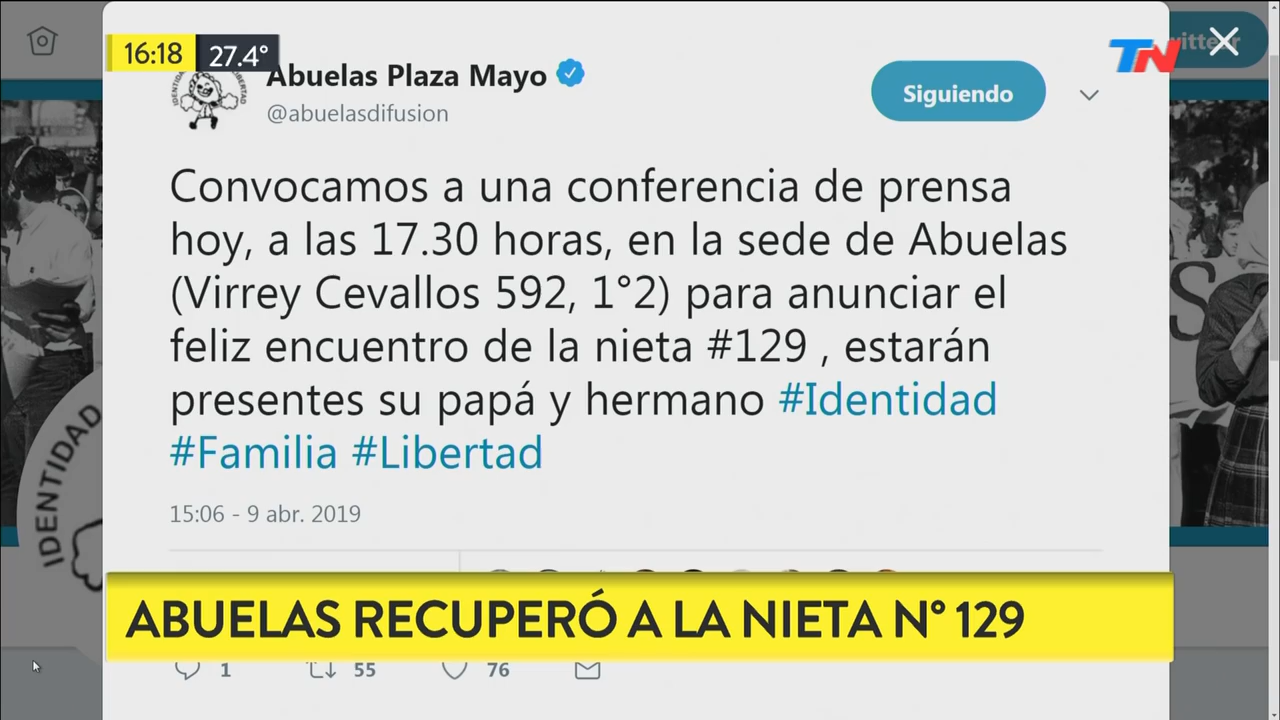 16:18 27.4°
TN
Abuelas Plaza Mayo
@abuelasdifusion
Siguiendo
IDENTIDAD
LIBERTAD
Convocamos a una conferencia de prensa
hoy, a las 17.30 horas, en la sede de Abuelas
(Virrey Cevallos 592, 1°2) para anunciar el
feliz encuentro de la nieta #129 , estarán
presentes su papá y hermano #Identidad
#Familia #Libertad
15:06 - 9 abr. 2019
IDENTIDAD
S
ABUELAS RECUPERÓ A LA NIETA N° 129
1 55 76